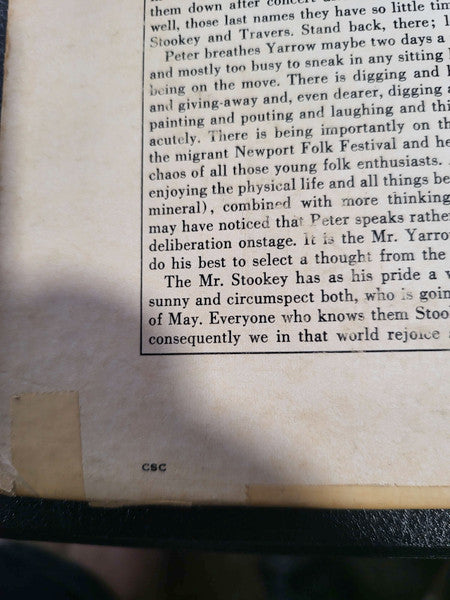 them down after concert
well, those last names they have so little tim
Stookey and Travers. Stand back, there;
Peter breathes Yarrow maybe two days a
and mostly too busy to sneak in any sitting
being on the move. There is digging and
and giving-away and, even dearer, digging a
painting and pouting and laughing and thi
acutely. There is being importantly on th
the migrant Newport Folk Festival and he
chaos of all those young folk enthusiasts.
enjoying the physical life and all things be
mineral), combined with more thinking
may have noticed that Peter speaks rathe
deliberation onstage. It is the Mr. Yarrow
do his best to select a thought from the
The Mr. Stookey has as his pride a w
sunny and circumspect both, who is goin
of May. Everyone who knows them Stoo
consequently we in that world rejoice a
CSC